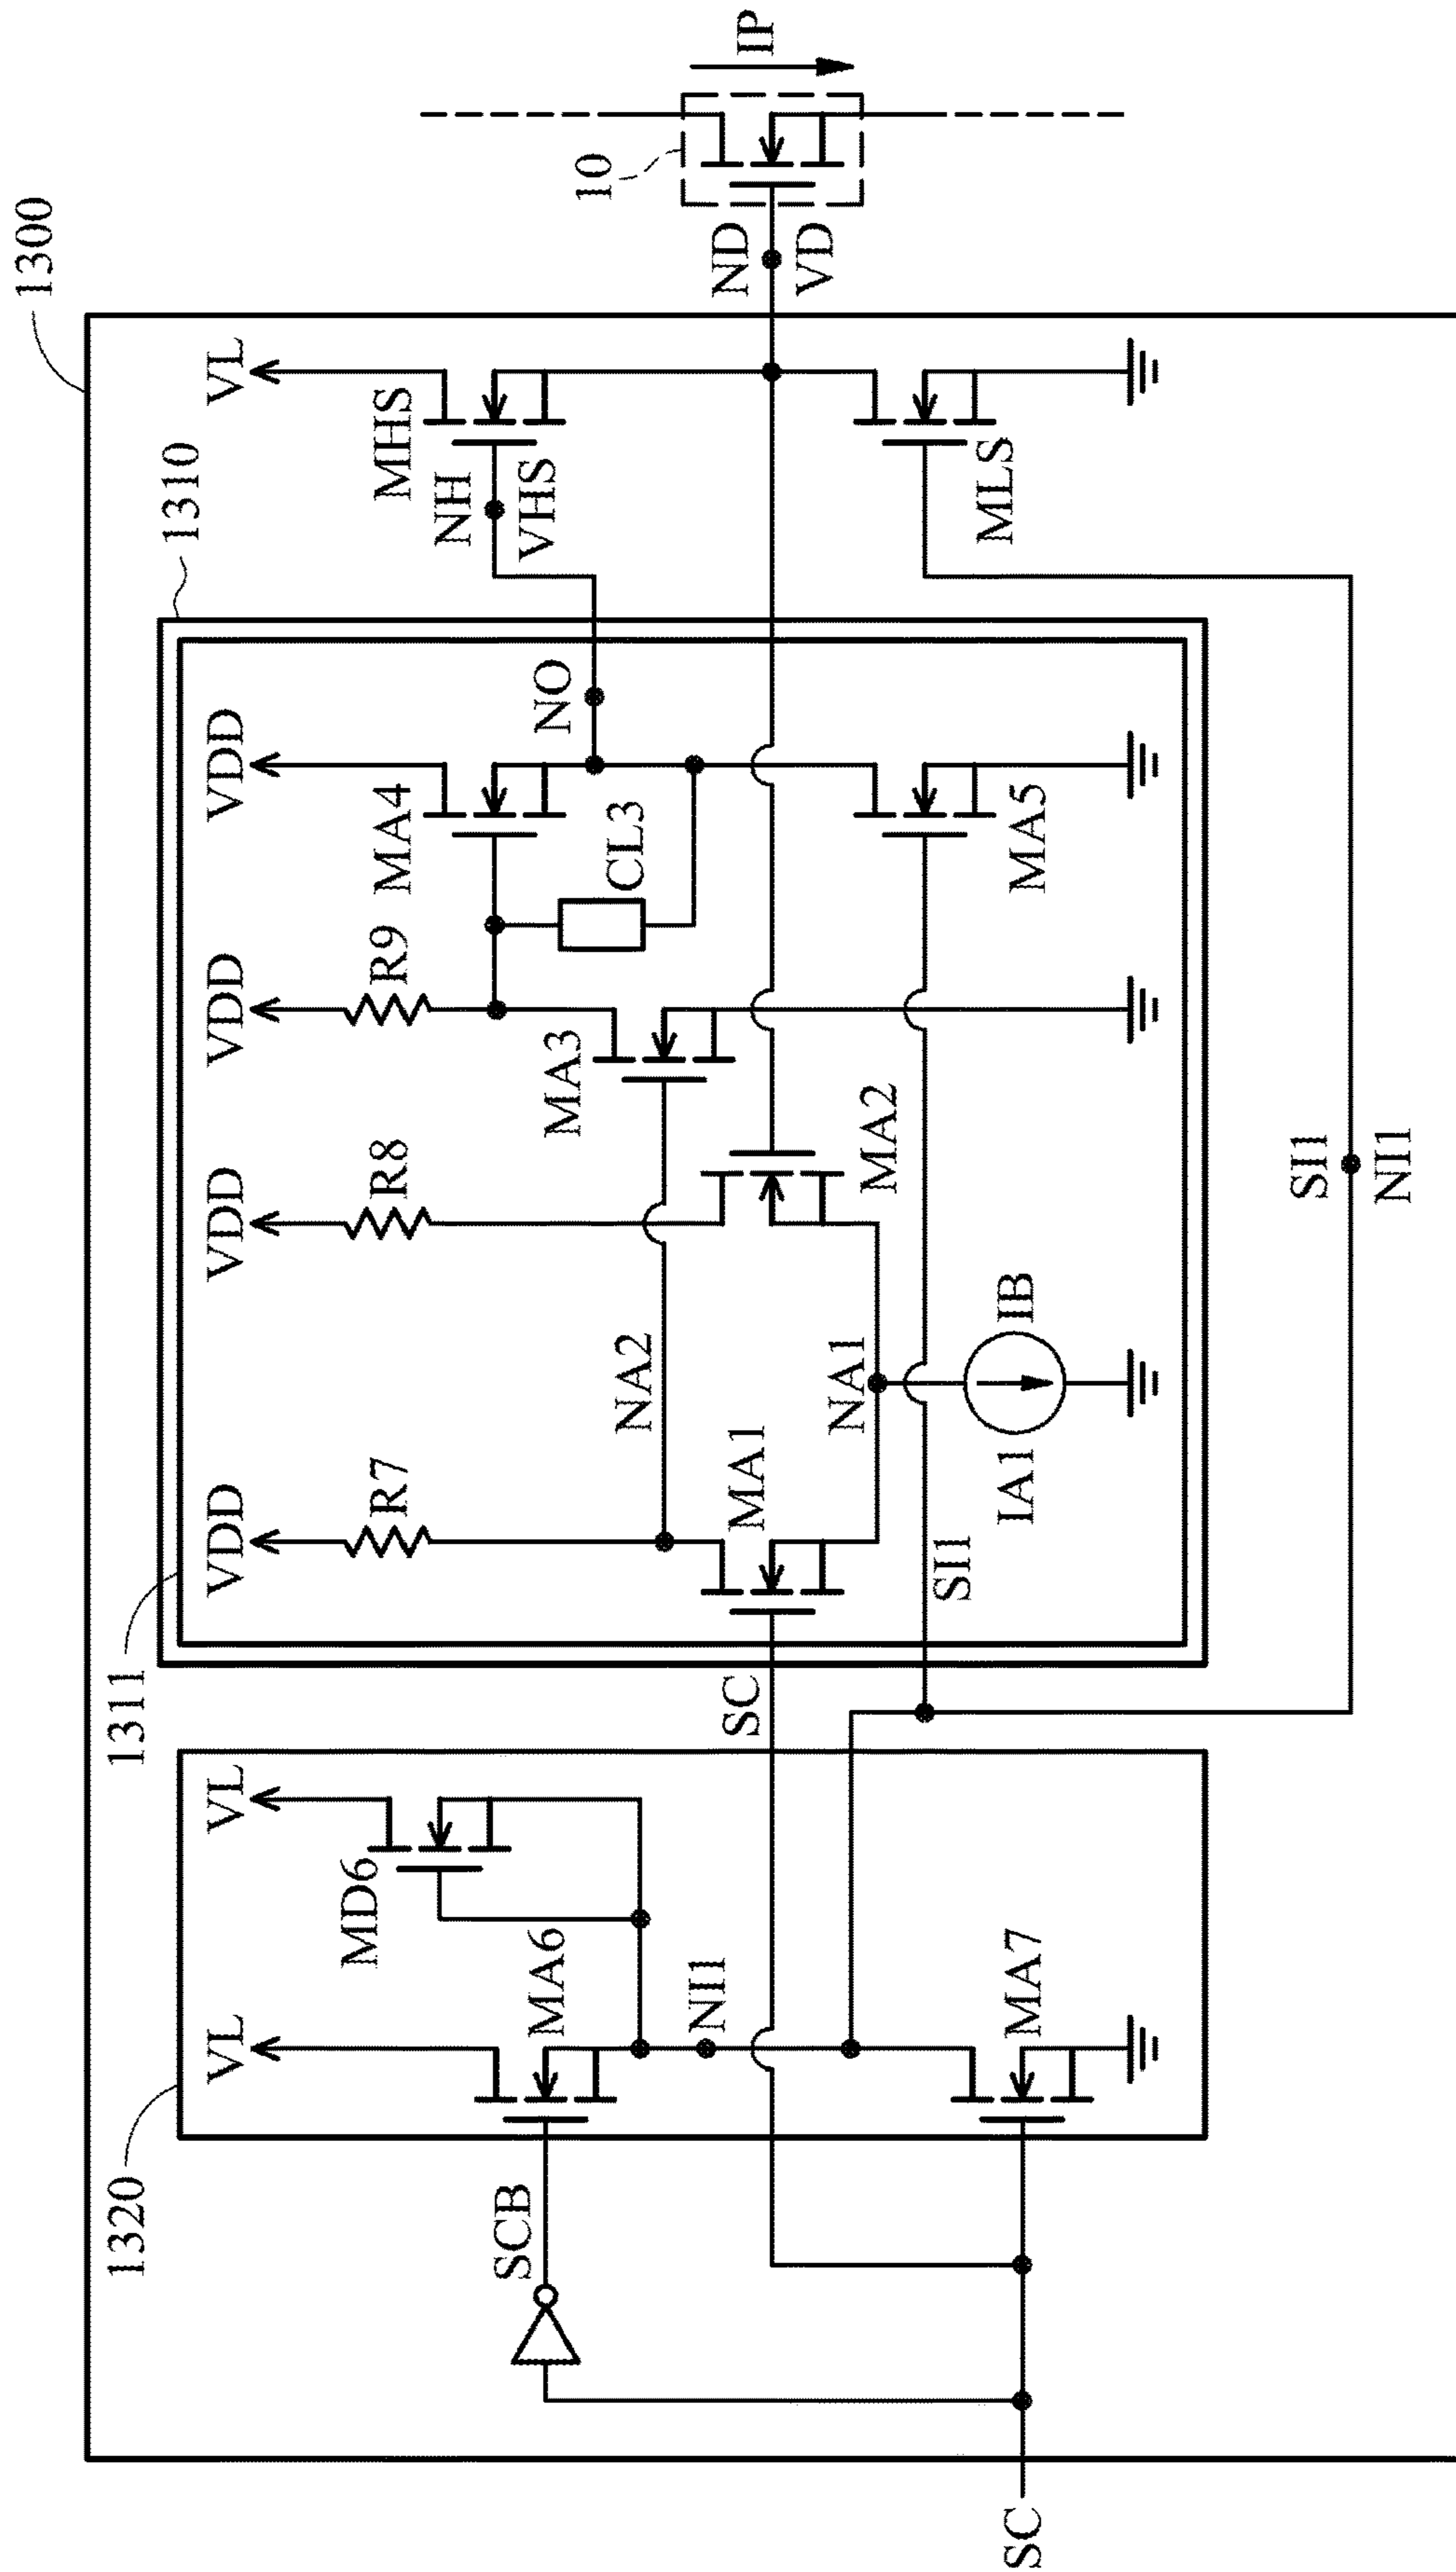 1300
1310
1311
1320
VL
VL
VL
VDD
VDD
VDD
VDD
R7
R8
R9
MD6
MA6
SCB
NI1
MA7
SC
SC
MA1
NA2
NA1
SI1
IA1
IB
MA2
MA3
MA4
CL3
MA5
NO
NH
VHS
MHS
MLS
SI1
NI1
ND
VD
10
IP